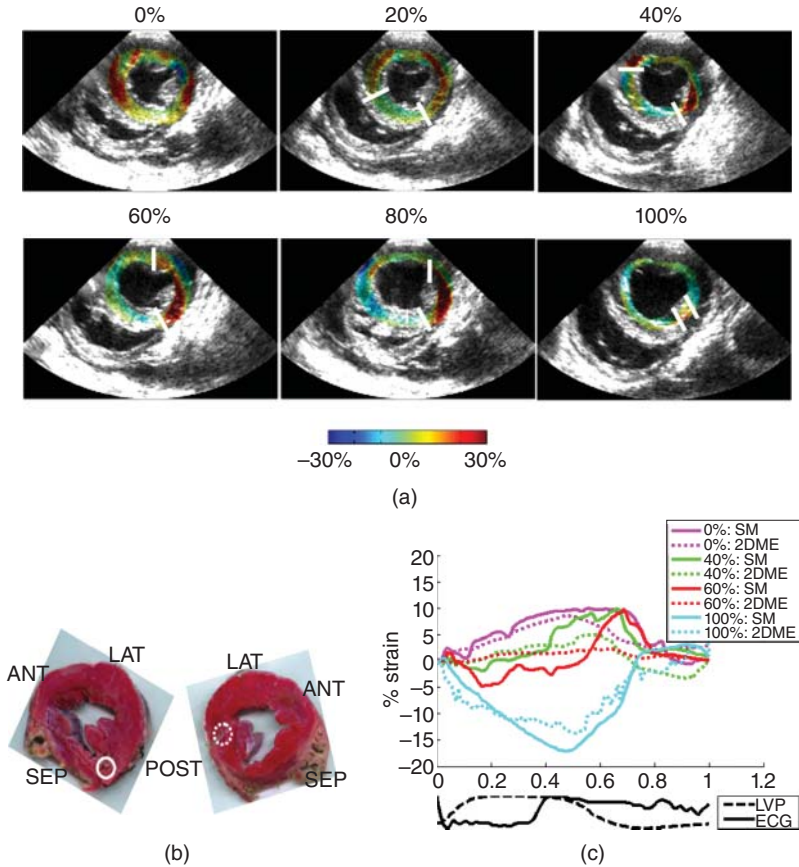 0%
20%
40%
60%
80%
100%
−30%
0%
30%
(a)
ANT
LAT
SEP
POST
LAT
ANT
SEP
(b)
0%: SM
0%: 2DME
40%: SM
40%: 2DME
60%: SM
60%: 2DME
100%: SM
100%: 2DME
% strain
20
15
10
5
0
−5
−10
−15
−20
0
0.2
0.4
0.6
0.8
1
1.2
LVP
ECG
(c)